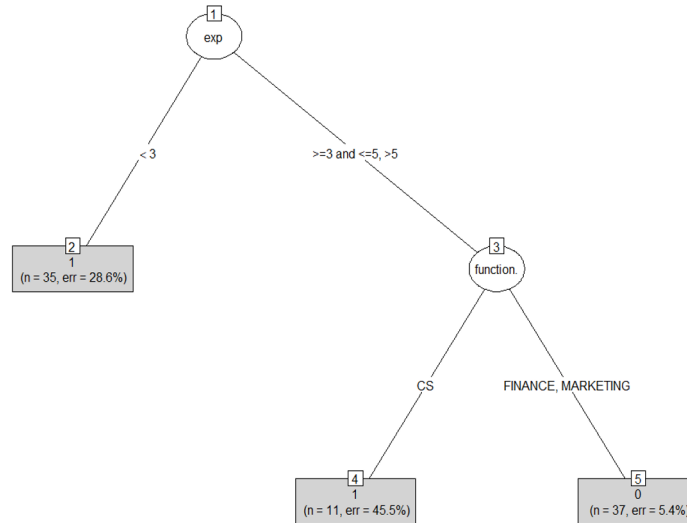 1
exp
< 3
>=3 and <=5, >5
2
1
(n = 35, err = 28.6%)
3
function.
CS
FINANCE, MARKETING
4
1
(n = 11, err = 45.5%)
5
0
(n = 37, err = 5.4%)